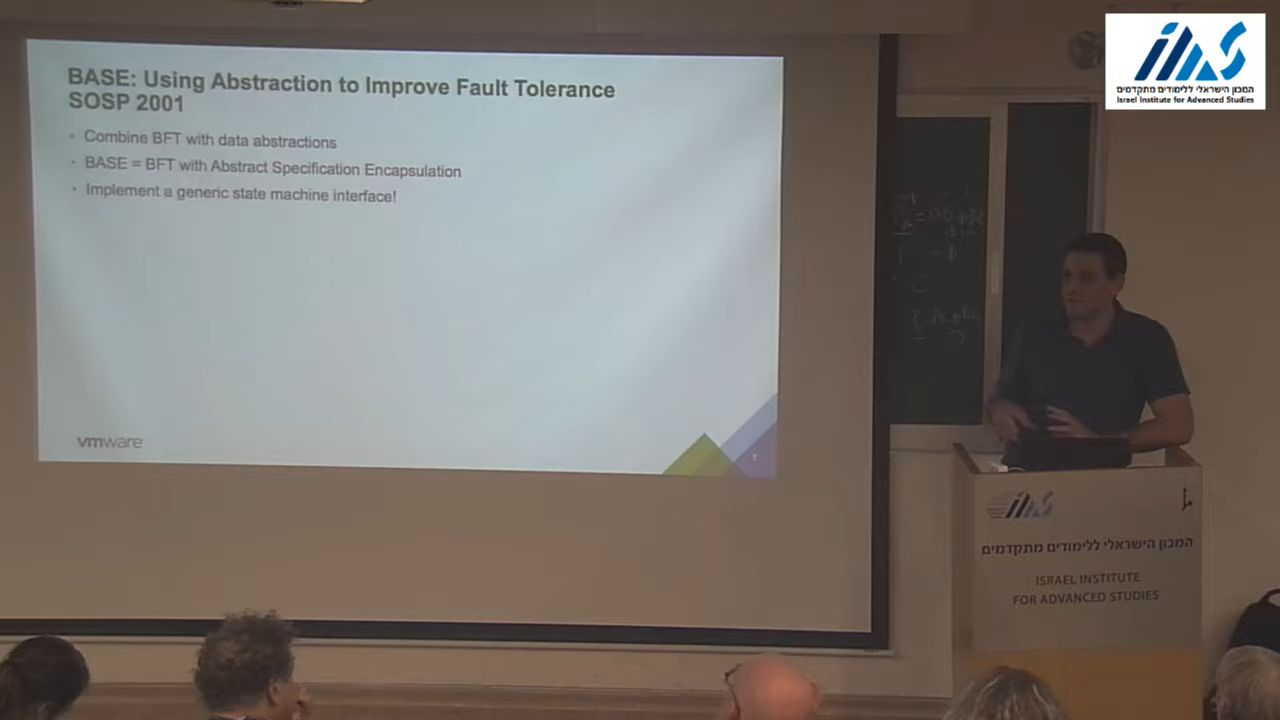 BASE: Using Abstraction to Improve Fault Tolerance
SOSP 2001
• Combine BFT with data abstractions
• BASE = BFT with Abstract Specification Encapsulation
• Implement a generic state machine interface!
vmware
7
המכון הישראלי ללימודים מתקדמים
Israel Institute for Advanced Studies
המכון הישראלי ללימודים מתקדמים
ISRAEL INSTITUTE
FOR ADVANCED STUDIES